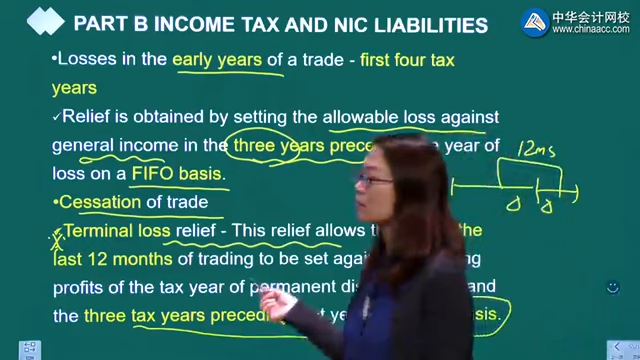 PART B INCOME TAX AND NIC LIABILITIES
中华会计网校
www.chinaacc.com
•Losses in the early years of a trade - first four tax
years
✓Relief is obtained by setting the allowable loss against
general income in the three years year of
loss on a FIFO basis.
12ms
•Cessation of trade
Terminal loss relief - This relief allows the
last 12 months of trading to be set
profits of the tax year of permanent and
the three tax years